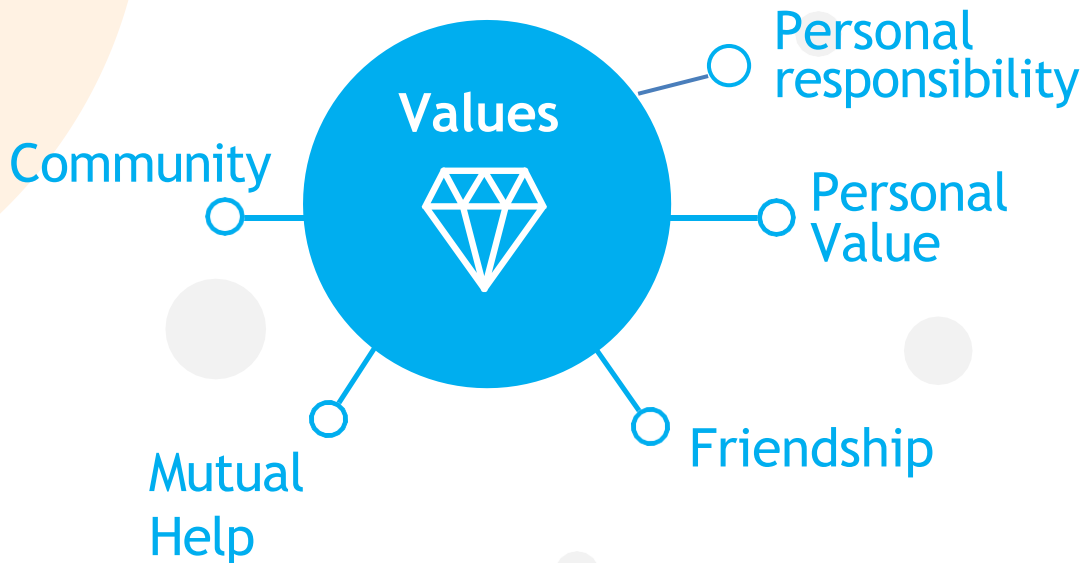 Values
Personal
responsibility
Community
Personal
Value
Friendship
Mutual
Help